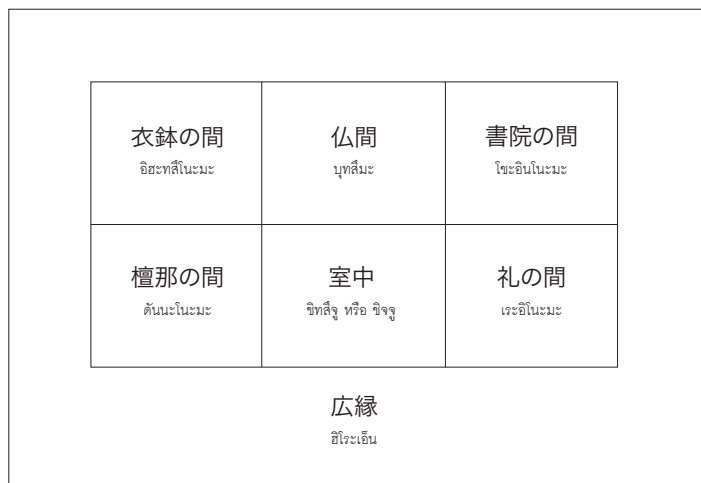 衣鉢の間
อิฮะทสึโนะมะ
仏間
บุทสึมะ
書院の間
โชะอินโนะมะ
檀那の間
ดันนะโนะมะ
室中
ชิทสึจู หรือ ชิจจู
礼の間
เระอิโนะมะ
広縁
ฮิโระเอ็น